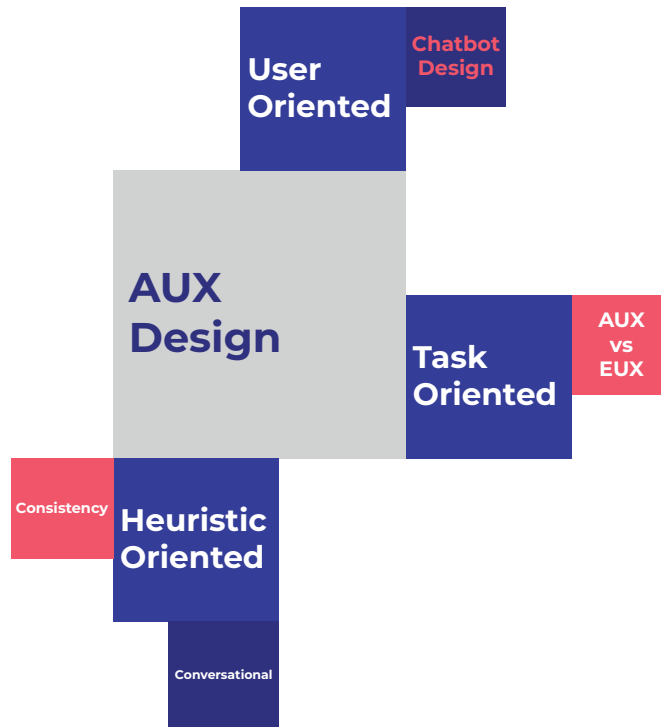 User
Oriented
Chatbot
Design
AUX
Design
Task
Oriented
AUX
vs
EUX
Consistency
Heuristic
Oriented
Conversational